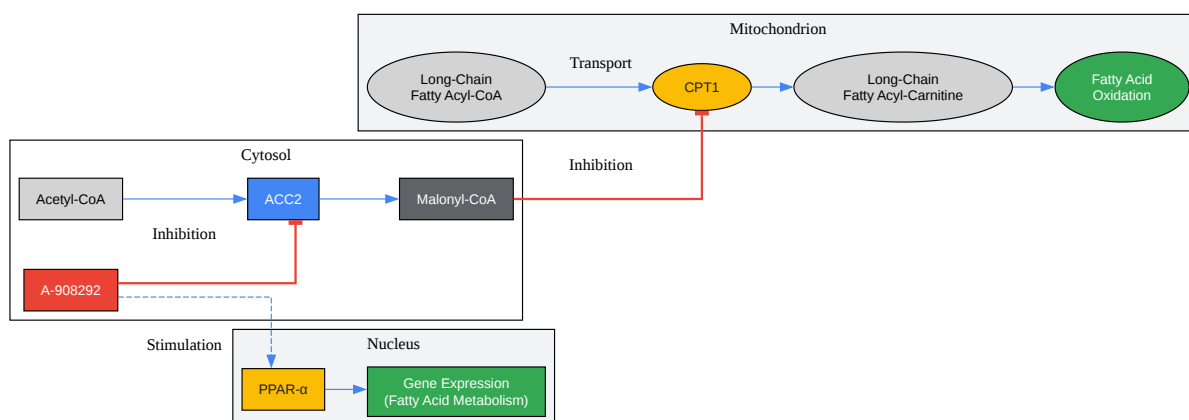 Mitochondrion
Transport
Long-Chain
Fatty Acyl-CoA
CPT1
Long-Chain
Fatty Acyl-Carnitine
Fatty Acid
Oxidation
Cytosol
Inhibition
Acetyl-CoA
ACC2
Malonyl-CoA
Inhibition
A-908292
Stimulation
Nucleus
PPAR-α
Gene Expression
(Fatty Acid Metabolism)